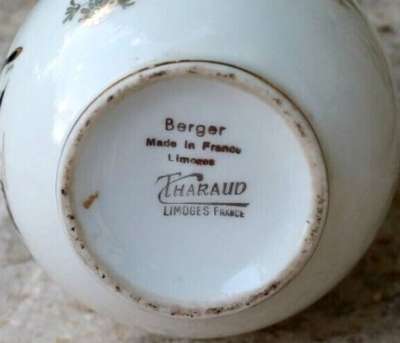 Berger
Made in France
Limoges
THARAUD
LIMOGES FRANCE